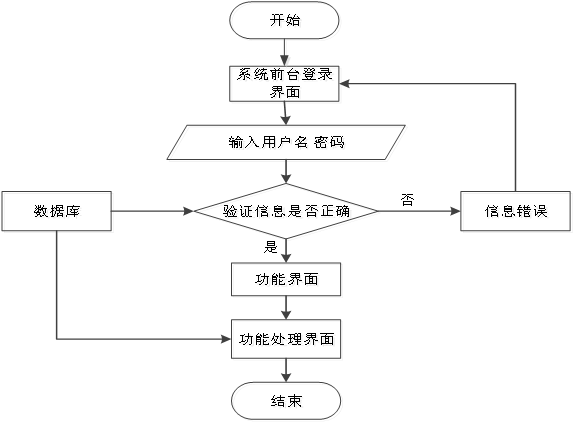 开始
系统前台登录
界面
输入用户名 密码
数据库
验证信息是否正确
否
信息错误
是
功能界面
功能处理界面
结束